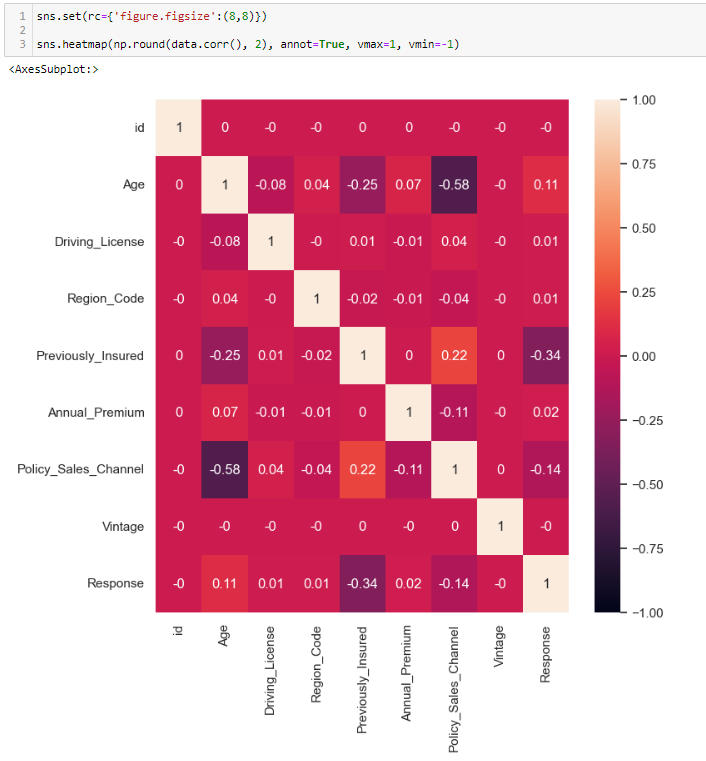 1 sns.set(rc={'figure.figsize':(8,8)})
2
3 sns.heatmap(np.round(data.corr(), 2), annot=True, vmax=1, vmin=-1)
<AxesSubplot:>
id 1 0 -0 -0 0 0 -0 -0 -0
Age 0 1 -0.08 0.04 -0.25 0.07 -0.58 -0 0.11
Driving_License -0 -0.08 1 -0 0.01 -0.01 0.04 -0 0.01
Region_Code -0 0.04 -0 1 -0.02 -0.01 -0.04 -0 0.01
Previously_Insured 0 -0.25 0.01 -0.02 1 0 0.22 0 -0.34
Annual_Premium 0 0.07 -0.01 -0.01 0 1 -0.11 -0 0.02
Policy_Sales_Channel -0 -0.58 0.04 -0.04 0.22 -0.11 1 0 -0.14
Vintage -0 -0 -0 -0 0 -0 0 1 -0
Response -0 0.11 0.01 0.01 -0.34 0.02 -0.14 -0 1
id
Age
Driving_License
Region_Code
Previously_Insured
Annual_Premium
Policy_Sales_Channel
Vintage
Response
1.00
0.75
0.50
0.25
0.00
−0.25
−0.50
−0.75
−1.00